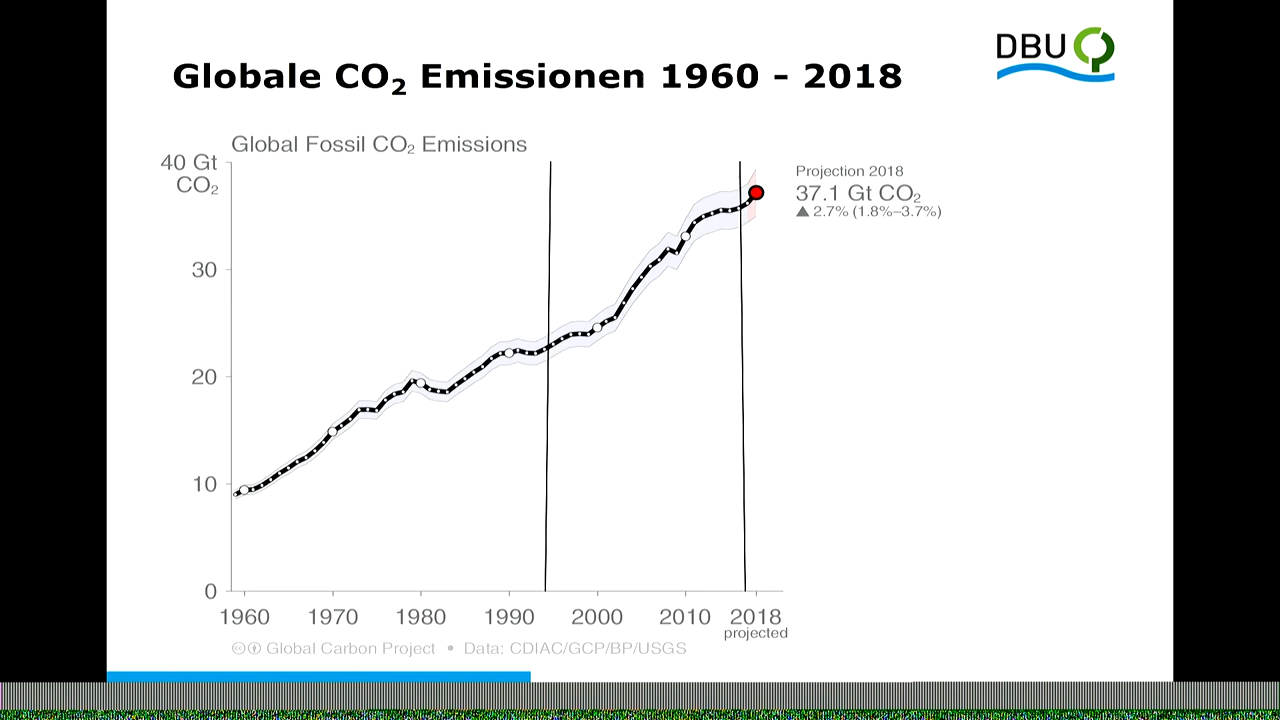 DBU
Globale CO₂ Emissionen 1960 - 2018
Global Fossil CO₂ Emissions
40 Gt
CO₂
Projection 2018
37.1 Gt CO₂
▲ 2.7% (1.8%–3.7%)
30
20
10
0
1960 1970 1980 1990 2000 2010 2018
projected
Global Carbon Project • Data: CDIAC/GCP/BP/USGS